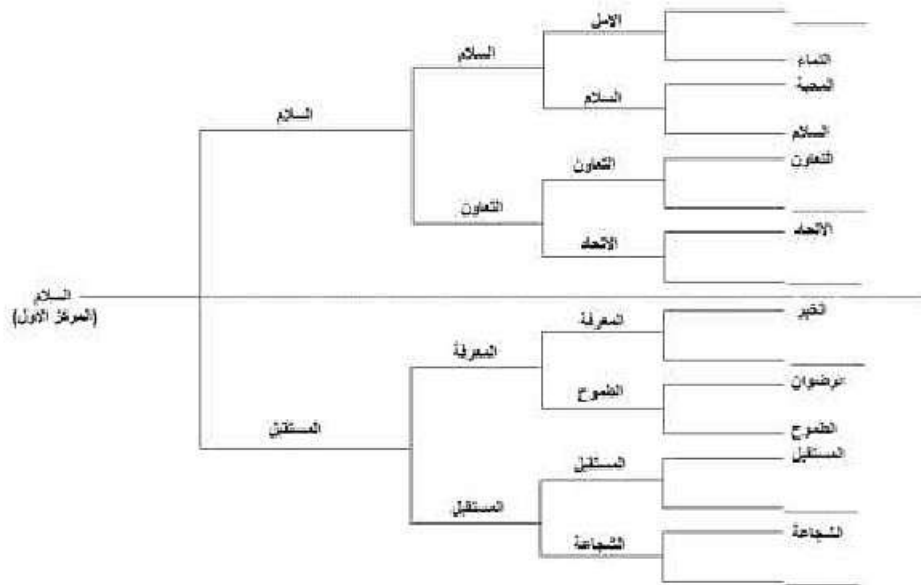 الامل
النماء
السلام
المحبة
السلام
السلام
السلام
التعاون
التعاون
التعاون
الاتحاد
الاتحاد
السلام
(المركز الاول)
الخير
المعرفة
المعرفة
الرضوان
الطموح
الطموح
المستقبل
المستقبل
المستقبل
المستقبل
الشجاعة
الشجاعة